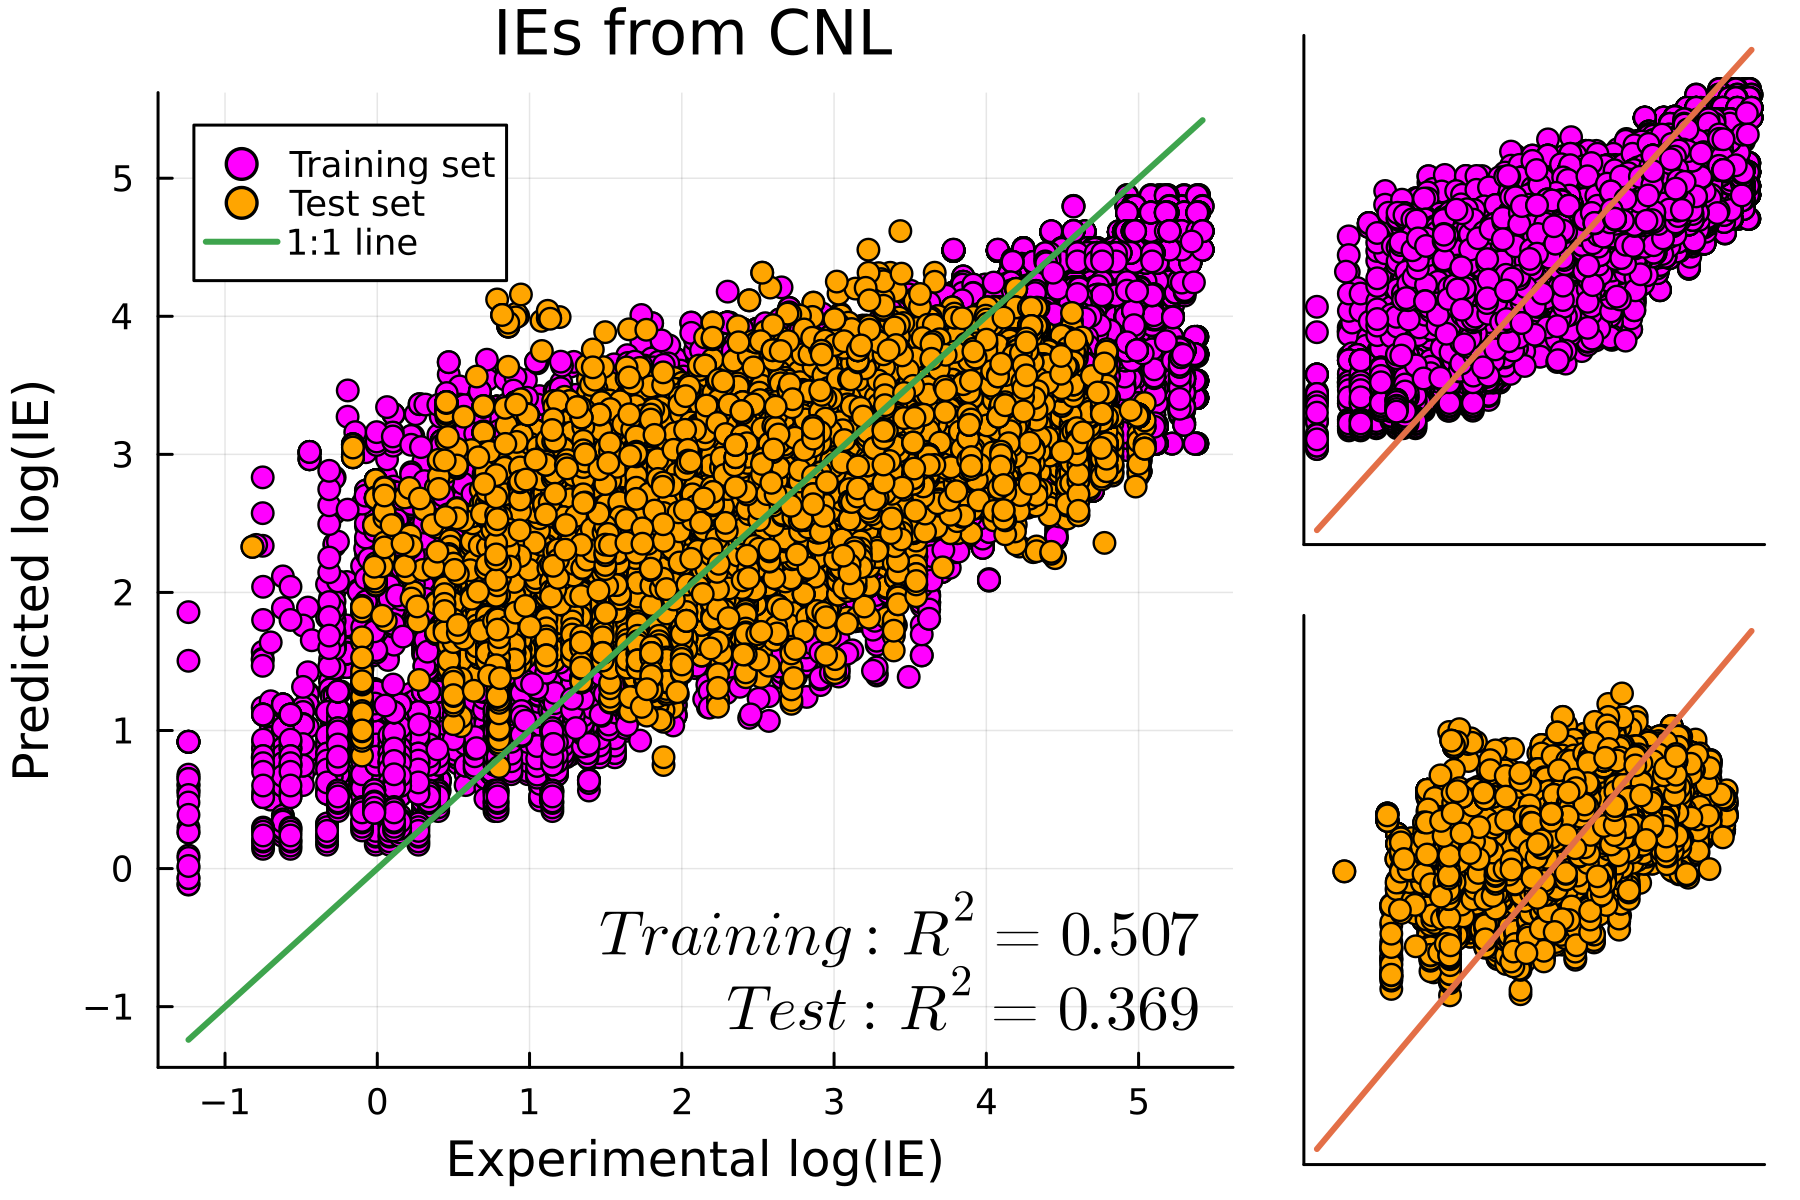 IEs from CNL
Training set
Test set
1:1 line
5
4
3
2
1
0
−1
Predicted log(IE)
Training: R² = 0.507
Test: R² = 0.369
−1 0 1 2 3 4 5
Experimental log(IE)